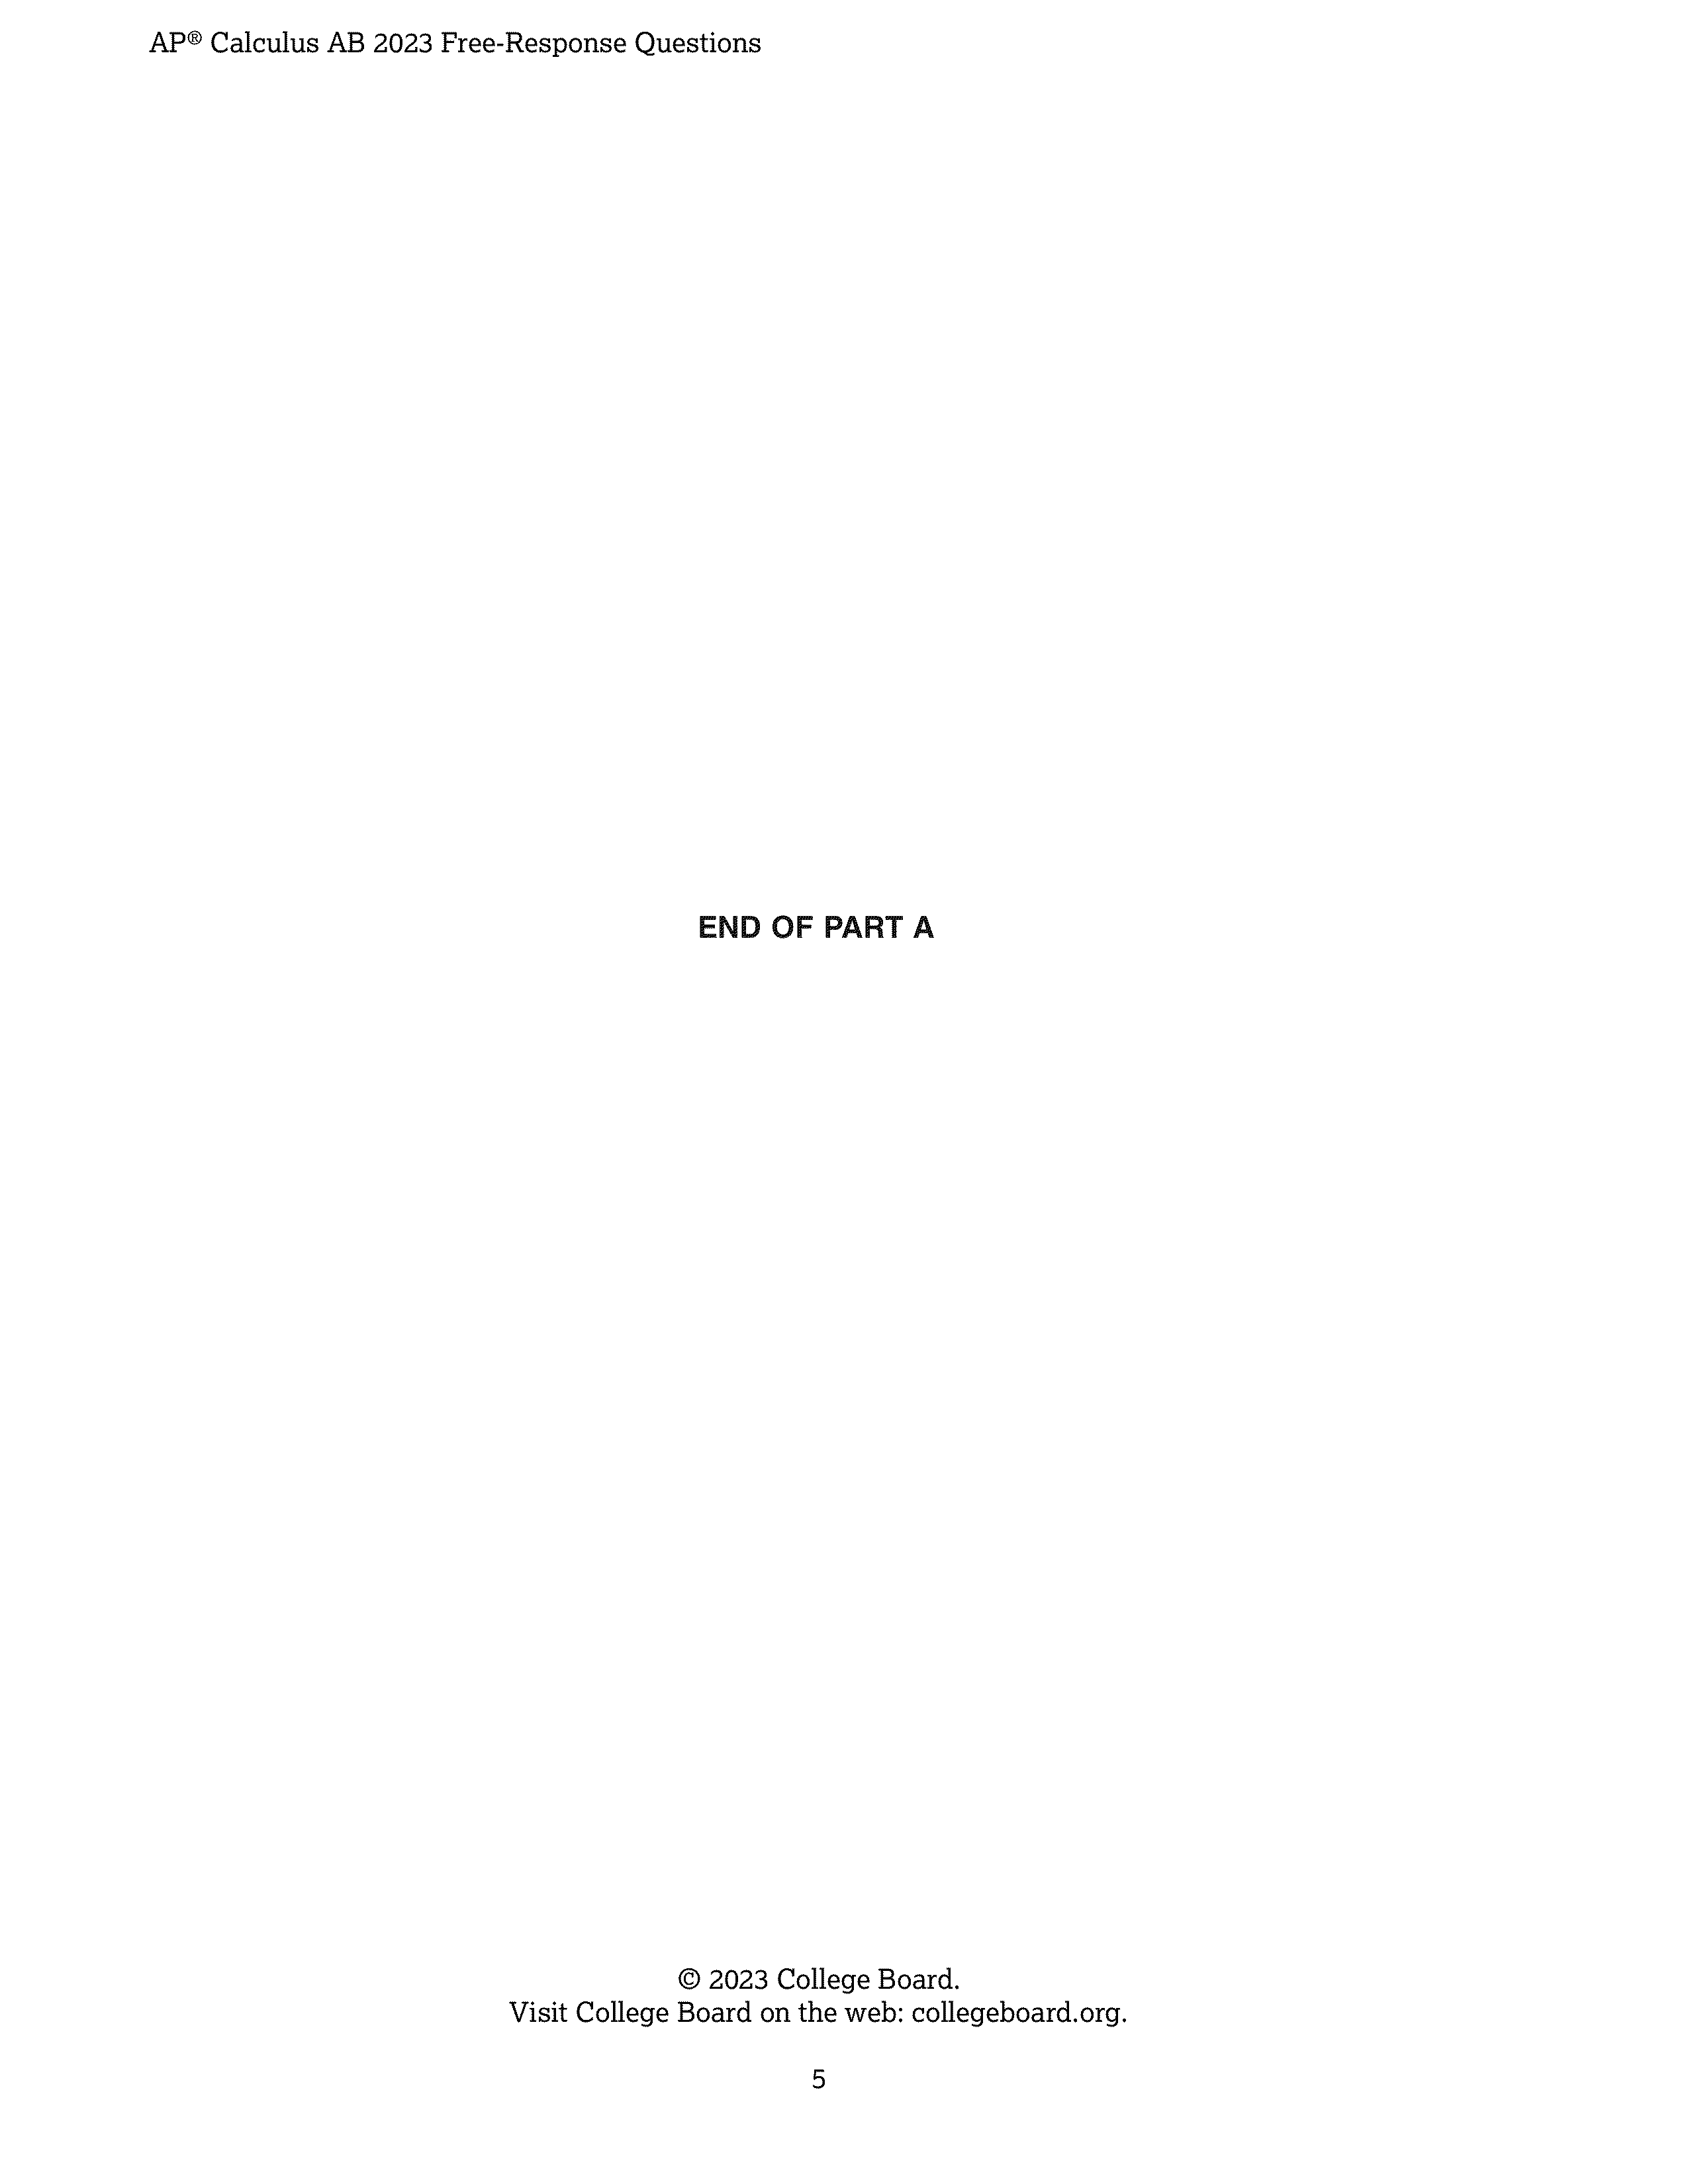 AP® Calculus AB 2023 Free-Response Questions
END OF PART A
© 2023 College Board.
Visit College Board on the web: collegeboard.org.
5